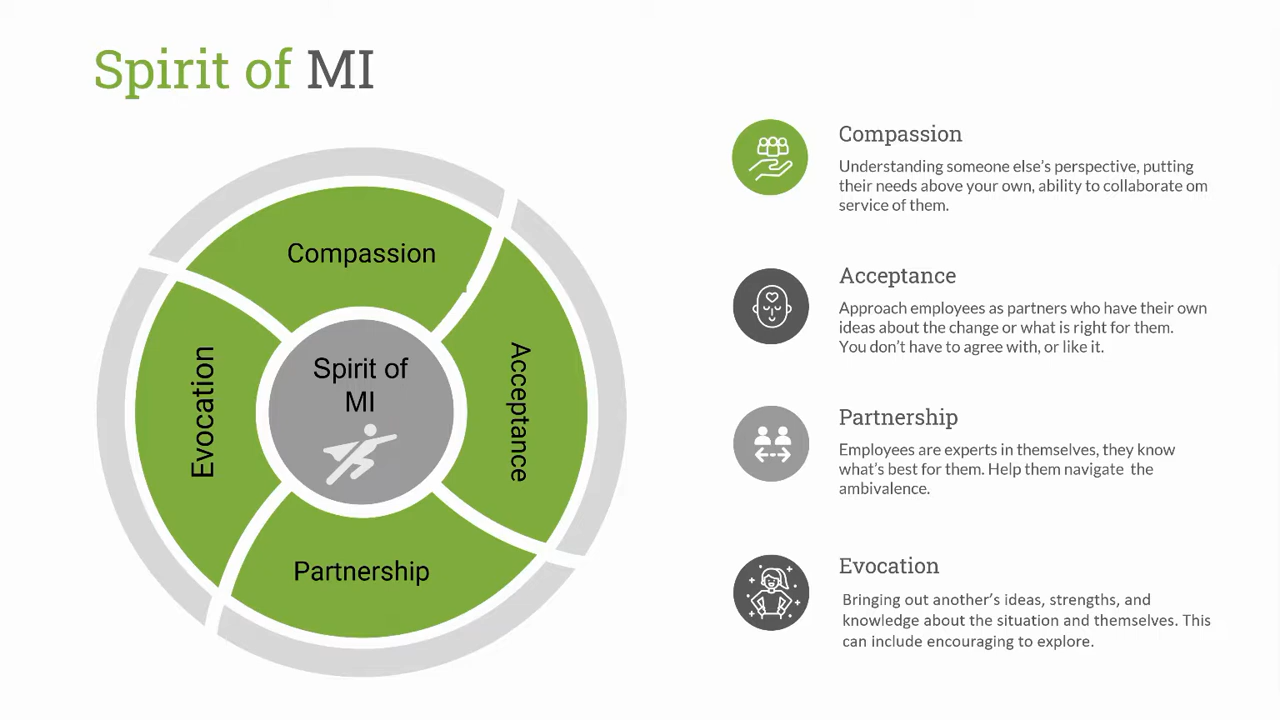 Spirit of MI
Compassion
Acceptance
Partnership
Evocation
Spirit of
MI
Compassion
Understanding someone else's perspective, putting
their needs above your own, ability to collaborate om
service of them.
Acceptance
Approach employees as partners who have their own
ideas about the change or what is right for them.
You don't have to agree with, or like it.
Partnership
Employees are experts in themselves, they know
what's best for them. Help them navigate the
ambivalence.
Evocation
Bringing out another's ideas, strengths, and
knowledge about the situation and themselves. This
can include encouraging to explore.